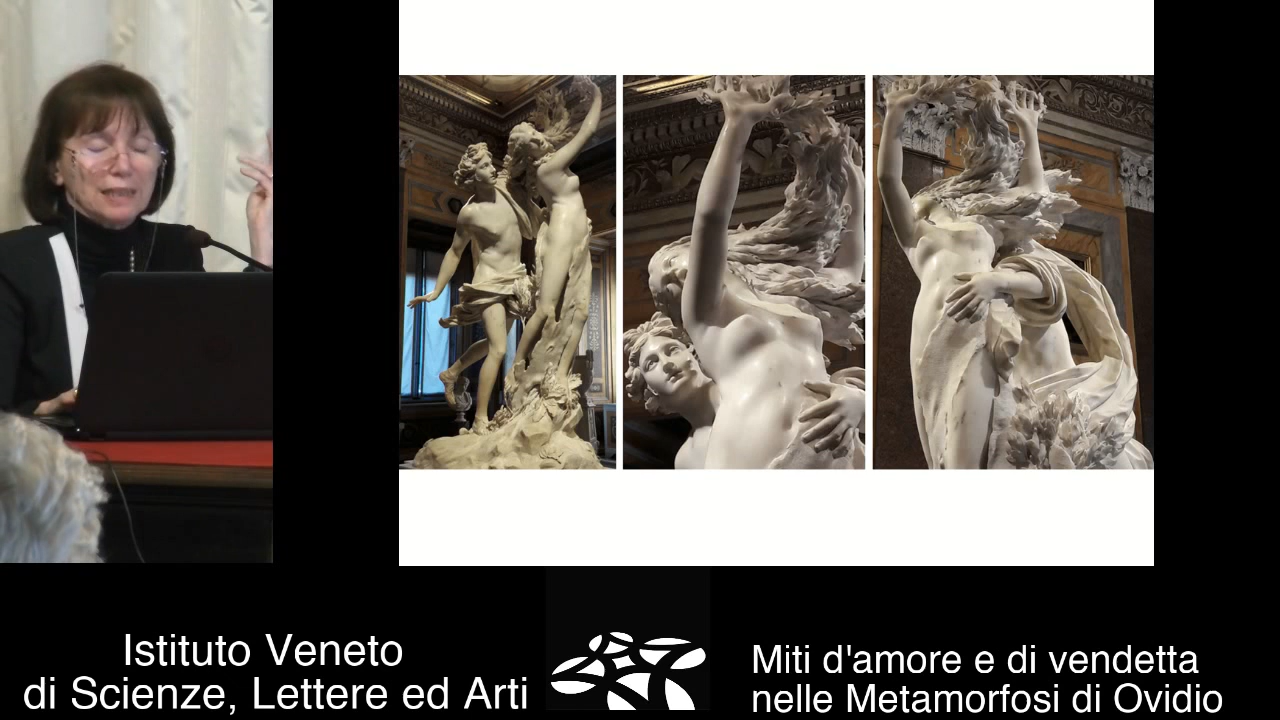 Istituto Veneto
di Scienze, Lettere ed Arti
Miti d'amore e di vendetta
nelle Metamorfosi di Ovidio